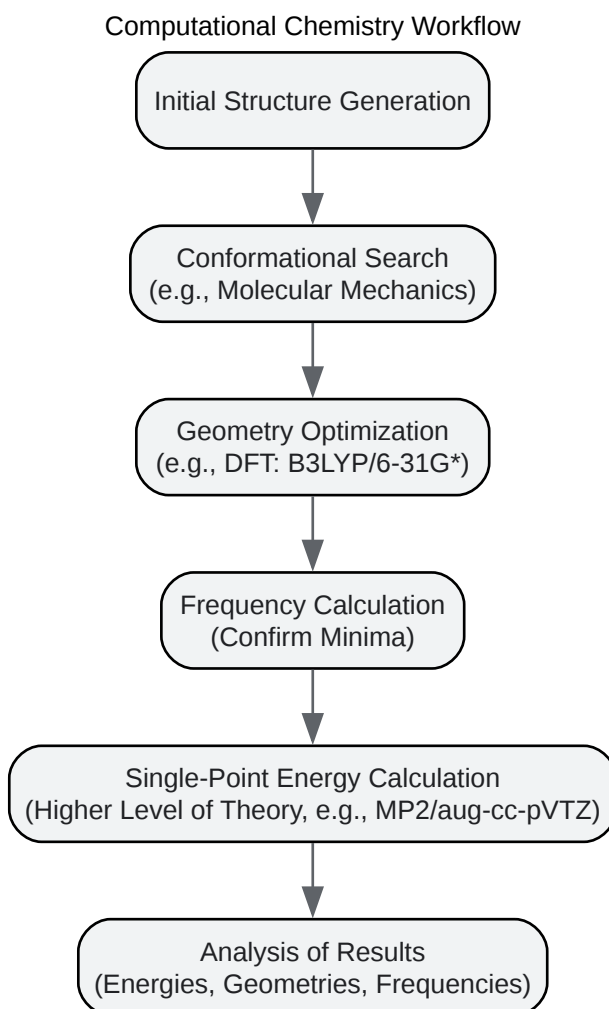 Computational Chemistry Workflow
Initial Structure Generation
Conformational Search
(e.g., Molecular Mechanics)
Geometry Optimization
(e.g., DFT: B3LYP/6-31G*)
Frequency Calculation
(Confirm Minima)
Single-Point Energy Calculation
(Higher Level of Theory, e.g., MP2/aug-cc-pVTZ)
Analysis of Results
(Energies, Geometries, Frequencies)